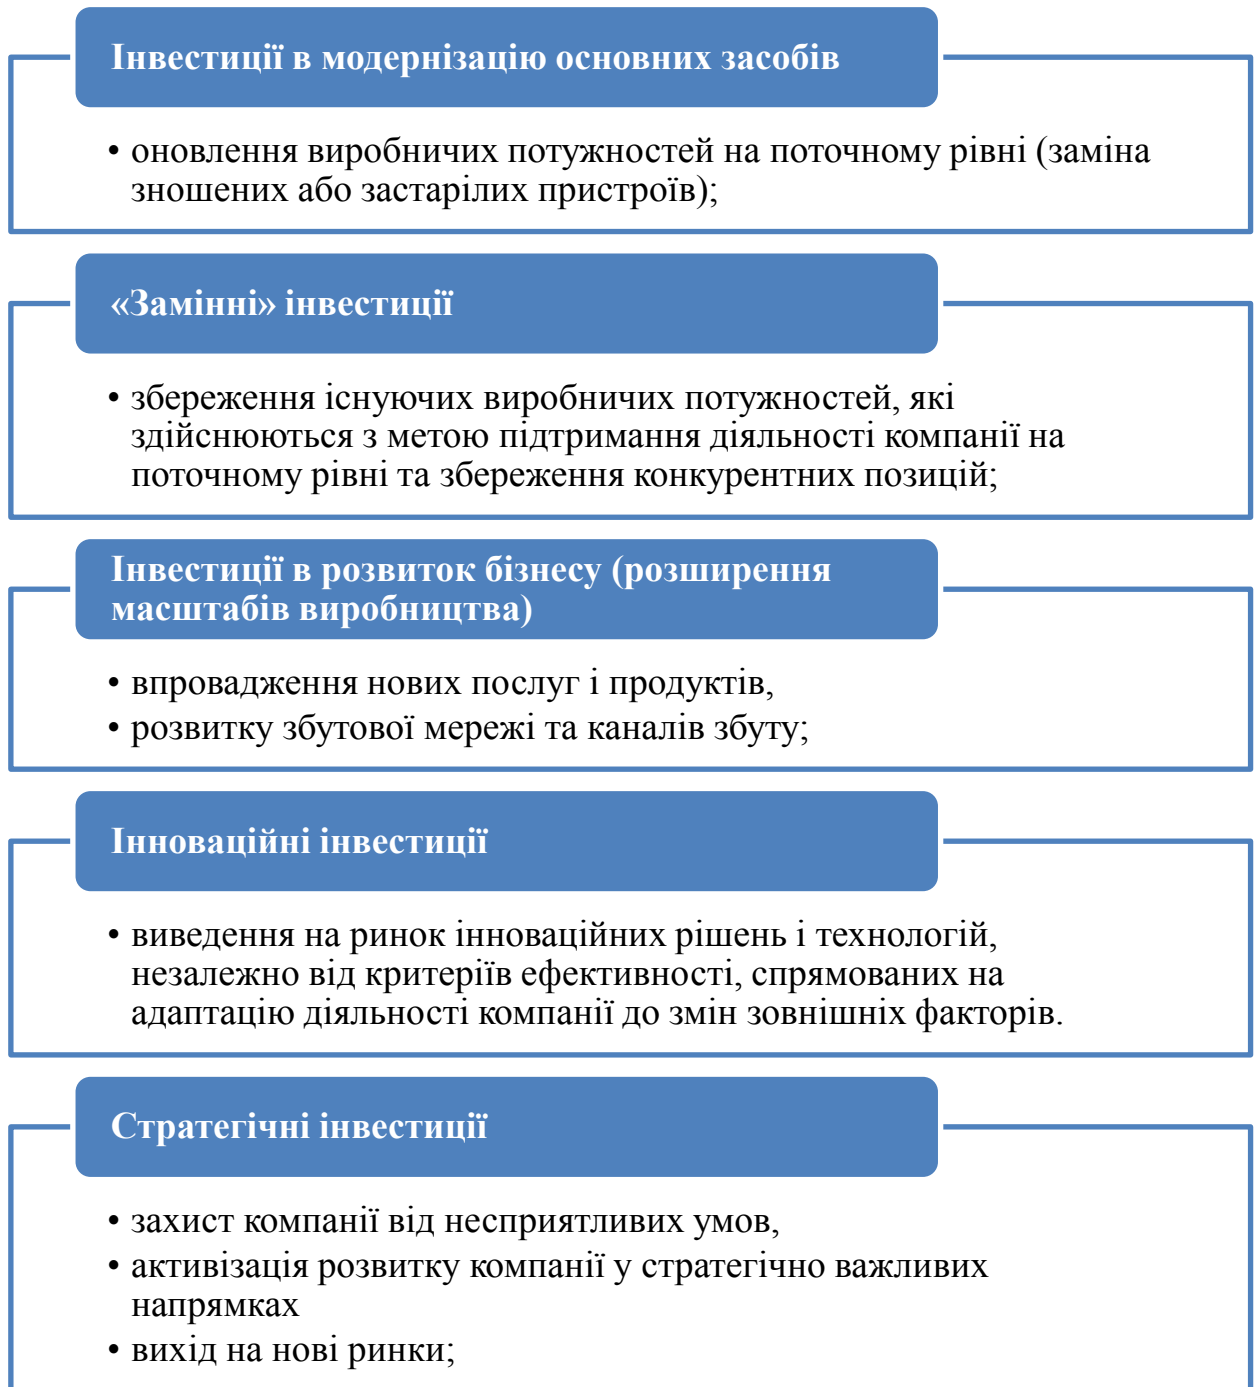 Інвестиції в модернізацію основних засобів
• оновлення виробничих потужностей на поточному рівні (заміна
зношених або застарілих пристроїв);
«Замінні» інвестиції
• збереження існуючих виробничих потужностей, які
здійснюються з метою підтримання діяльності компанії на
поточному рівні та збереження конкурентних позицій;
Інвестиції в розвиток бізнесу (розширення
масштабів виробництва)
• впровадження нових послуг і продуктів,
• розвитку збутової мережі та каналів збуту;
Інноваційні інвестиції
• виведення на ринок інноваційних рішень і технологій,
незалежно від критеріїв ефективності, спрямованих на
адаптацію діяльності компанії до змін зовнішніх факторів.
Стратегічні інвестиції
• захист компанії від несприятливих умов,
• активізація розвитку компанії у стратегічно важливих
напрямках
• вихід на нові ринки;